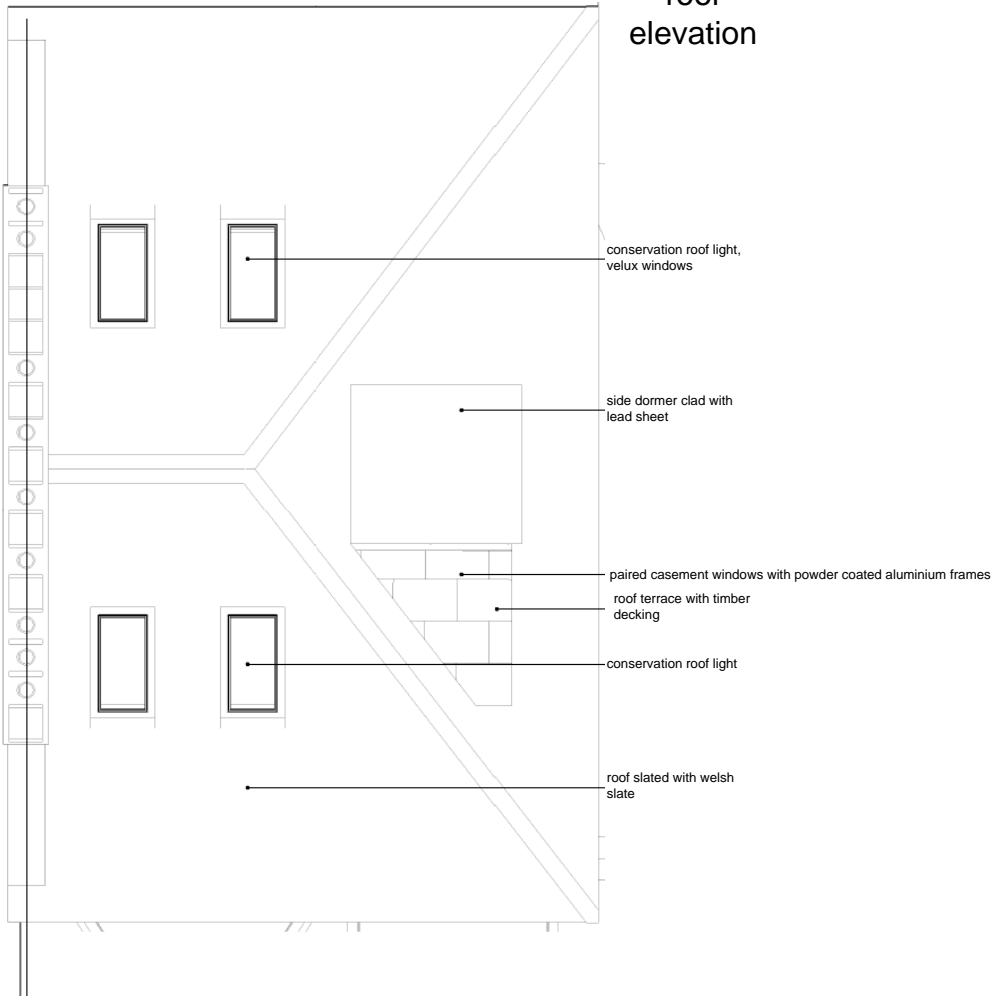 roof
elevation
conservation roof light,
velux windows
side dormer clad with
lead sheet
paired casement windows with powder coated aluminium frames
roof terrace with timber
decking
conservation roof light
roof slated with welsh
slate